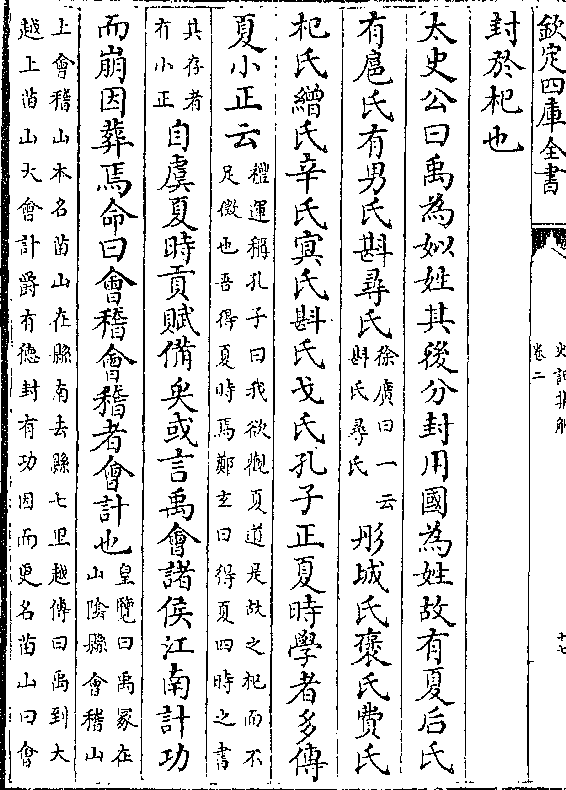 欽定四庫全書
史記集解
卷二
十七
封於杞也
太史公曰禹為姒姓其後分封用國為姓故有夏后氏
有扈氏有男氏斟尋氏徐廣曰一云斟氏尋氏彤城氏褒氏費氏
杞氏繒氏辛氏㝠氏斟氏戈氏孔子正夏時學者多傳
夏小正云禮運稱孔子曰我欲觀夏道是故之杞而不足徴也吾得夏時焉鄭玄曰得夏四時之書
其存者有小正自虞夏時貢賦備矣或言禹會諸侯江南計功
而崩因葬焉命曰會稽會稽者會計也皇覽曰禹冢在山隂縣會稽山
上會稽山本名苗山在縣南去縣七里越傳曰禹到大越上苗山大會計爵有德封有功因而更名苗山曰會